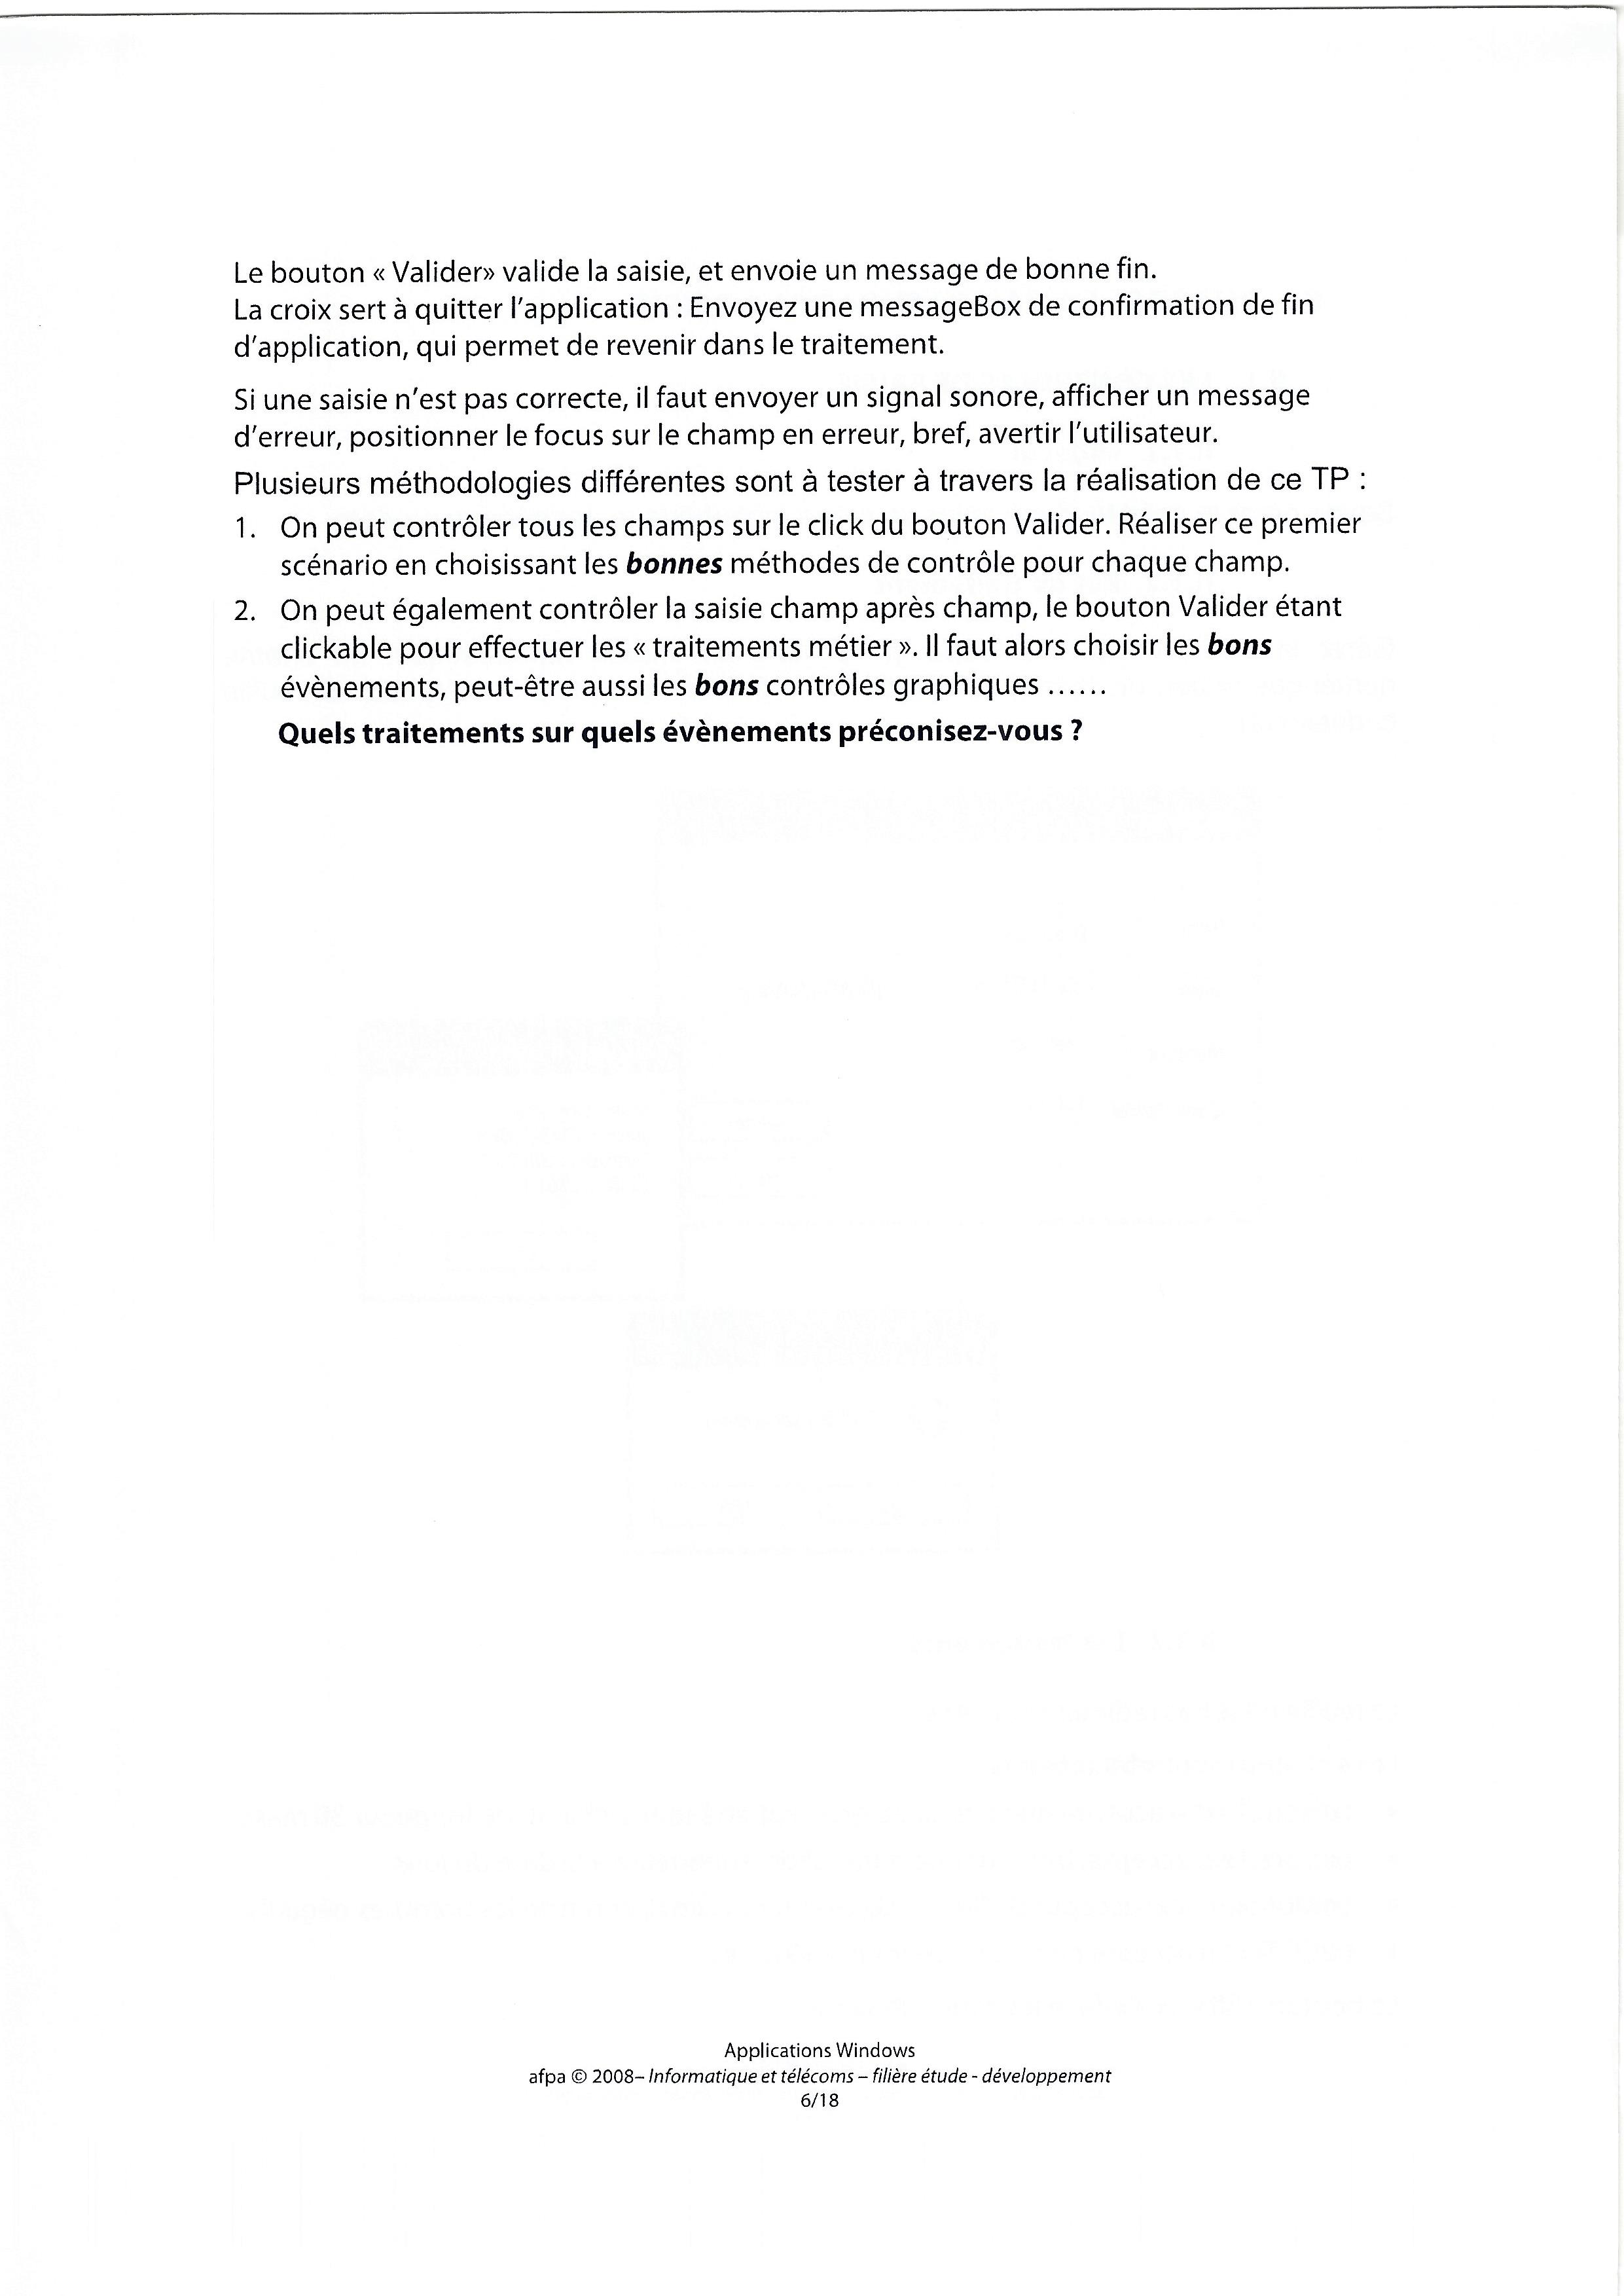 Le bouton « Valider» valide la saisie, et envoie un message de bonne fin.
La croix sert à quitter l'application : Envoyez une messageBox de confirmation de fin
d'application, qui permet de revenir dans le traitement.
Si une saisie n'est pas correcte, il faut envoyer un signal sonore, afficher un message
d'erreur, positionner le focus sur le champ en erreur, bref, avertir l'utilisateur.
Plusieurs méthodologies différentes sont à tester à travers la réalisation de ce TP :
1. On peut contrôler tous les champs sur le click du bouton Valider. Réaliser ce premier
scénario en choisissant les bonnes méthodes de contrôle pour chaque champ.
2. On peut également contrôler la saisie champ après champ, le bouton Valider étant
clickable pour effectuer les « traitements métier ». Il faut alors choisir les bons
évènements, peut-être aussi les bons contrôles graphiques ......
Quels traitements sur quels évènements préconisez-vous ?
Applications Windows
afpa © 2008– Informatique et télécoms – filière étude - développement
6/18